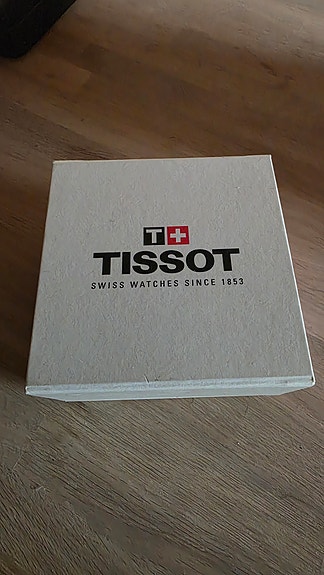 T+
TISSOT
SWISS WATCHES SINCE 1853